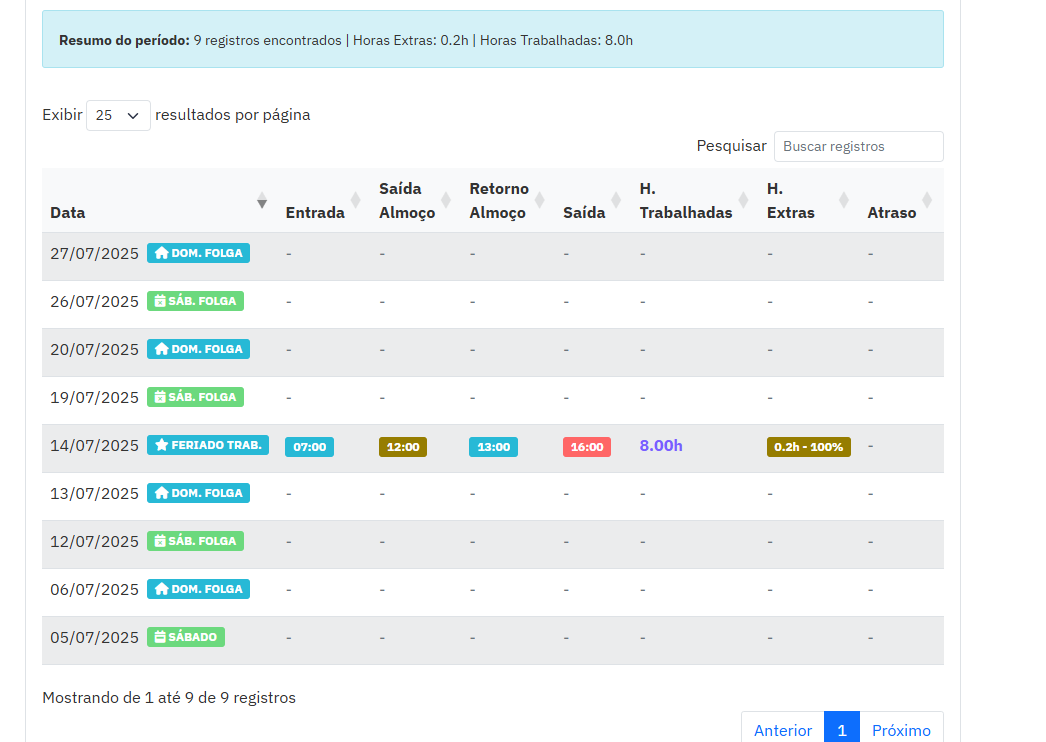 Resumo do período: 9 registros encontrados | Horas Extras: 0.2h | Horas Trabalhadas: 8.0h
Exibir 25 resultados por página
Pesquisar Buscar registros
Data Entrada Saída Almoço Retorno Almoço Saída H. Trabalhadas H. Extras Atraso
27/07/2025 DOM. FOLGA - - - - - - -
26/07/2025 SÁB. FOLGA - - - - - - -
20/07/2025 DOM. FOLGA - - - - - - -
19/07/2025 SÁB. FOLGA - - - - - - -
14/07/2025 FERIADO TRAB. 07:00 12:00 13:00 16:00 8.00h 0.2h - 100% -
13/07/2025 DOM. FOLGA - - - - - - -
12/07/2025 SÁB. FOLGA - - - - - - -
06/07/2025 DOM. FOLGA - - - - - - -
05/07/2025 SÁBADO - - - - - - -
Mostrando de 1 até 9 de 9 registros
Anterior 1 Próximo